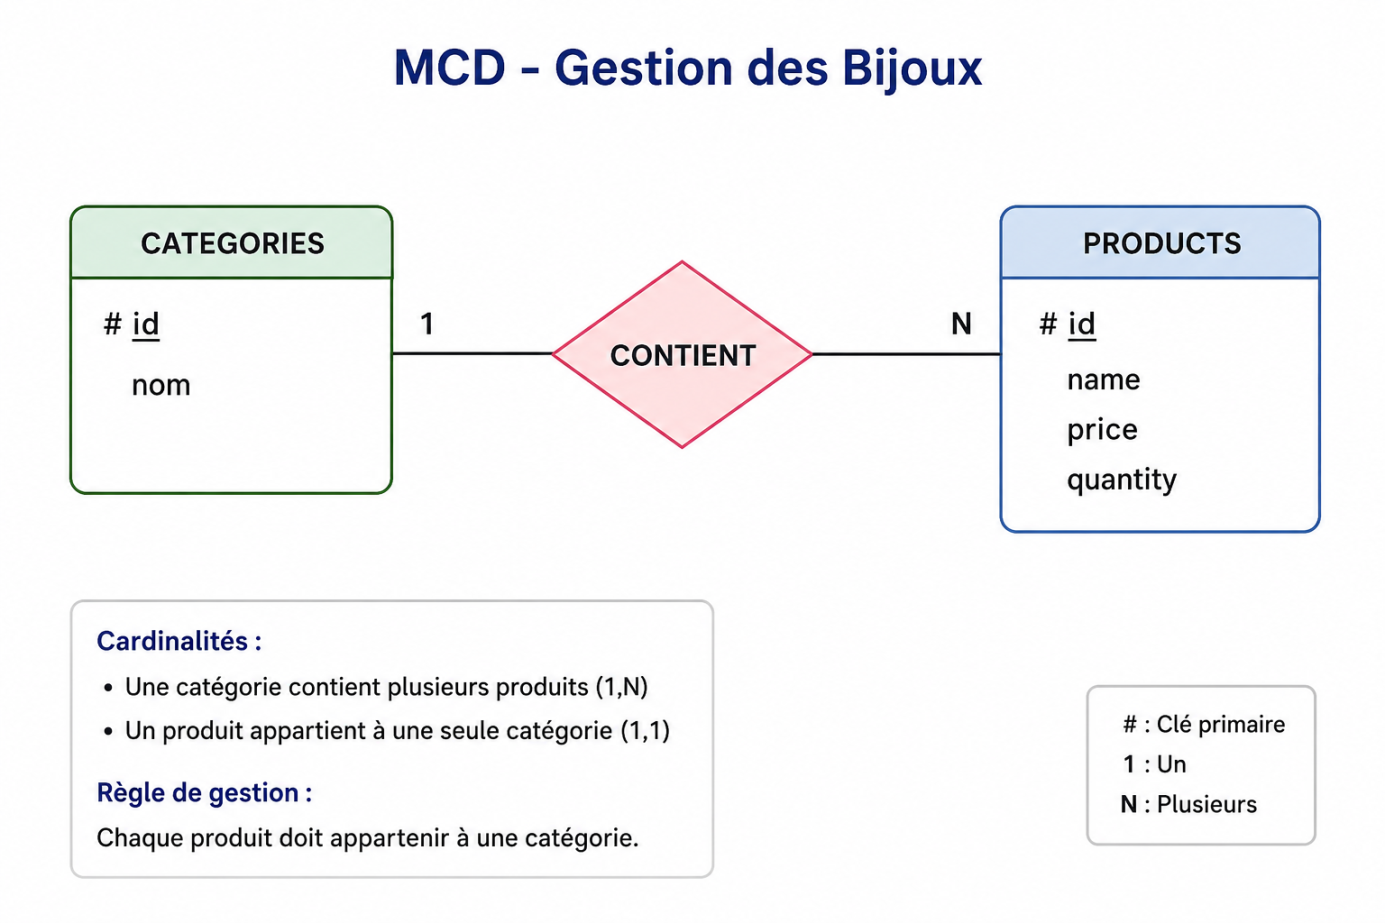 MCD - Gestion des Bijoux
CATEGORIES
# id
nom
1
CONTIENT
N
PRODUCTS
# id
name
price
quantity
Cardinalités :
• Une catégorie contient plusieurs produits (1,N)
• Un produit appartient à une seule catégorie (1,1)
Règle de gestion :
Chaque produit doit appartenir à une catégorie.
# : Clé primaire
1 : Un
N : Plusieurs